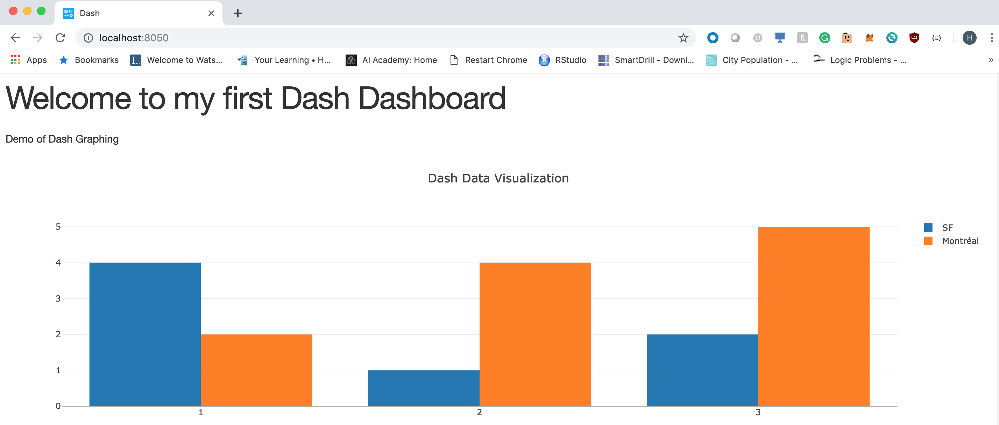 Dash
localhost:8050
H
Apps Bookmarks I... Welcome to Wats... Your Learning • H... AI Academy: Home Restart Chrome R RStudio SmartDrill - Downl... City Population - ... Logic Problems - ... »
Welcome to my first Dash Dashboard
Demo of Dash Graphing
Dash Data Visualization
5
4
3
2
1
0
1 2 3
SF
Montréal